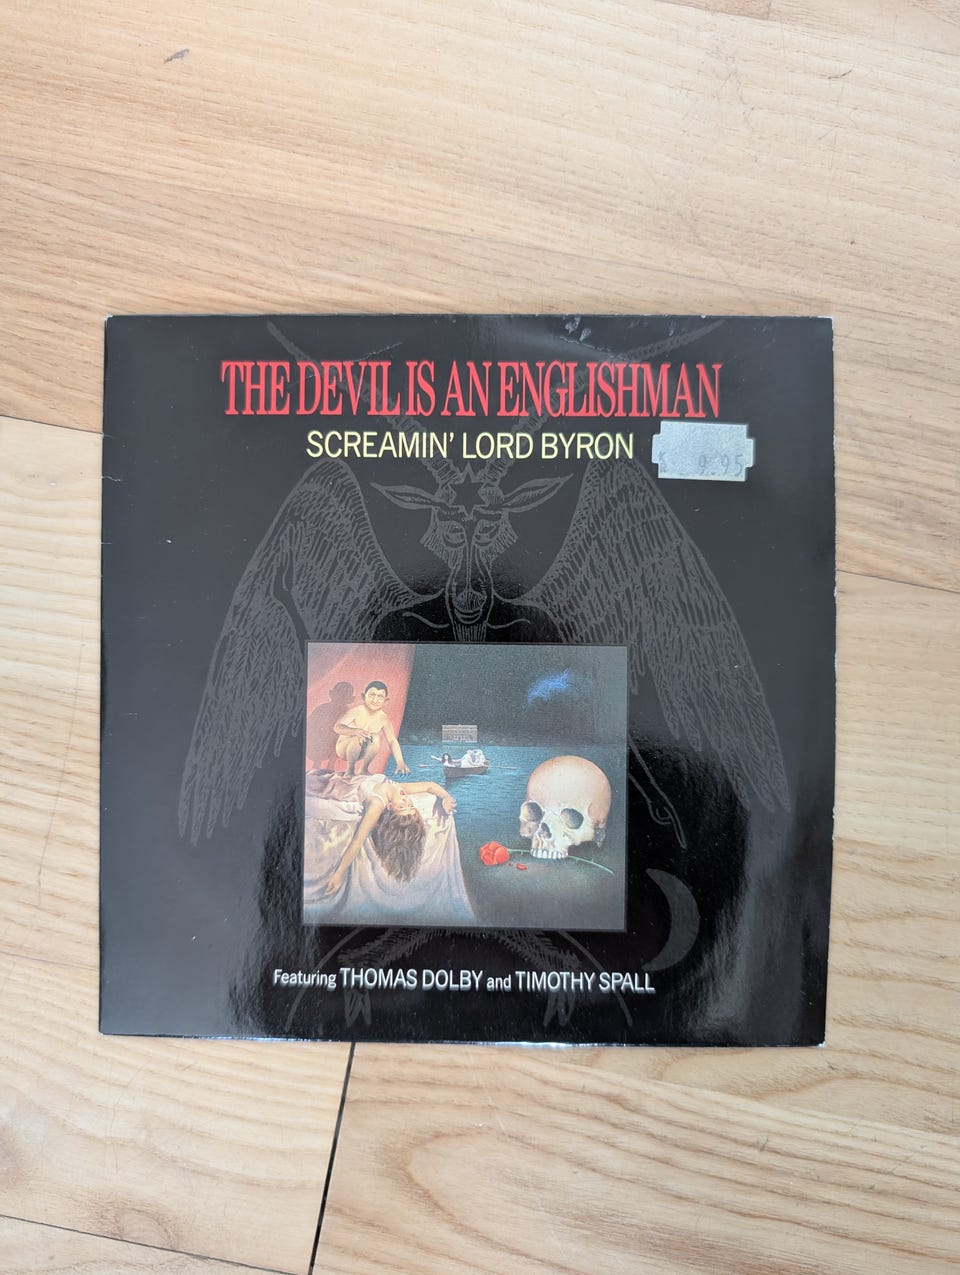 THE DEVIL IS AN ENGLISHMAN
SCREAMIN' LORD BYRON
9.95
Featuring THOMAS DOLBY and TIMOTHY SPALL